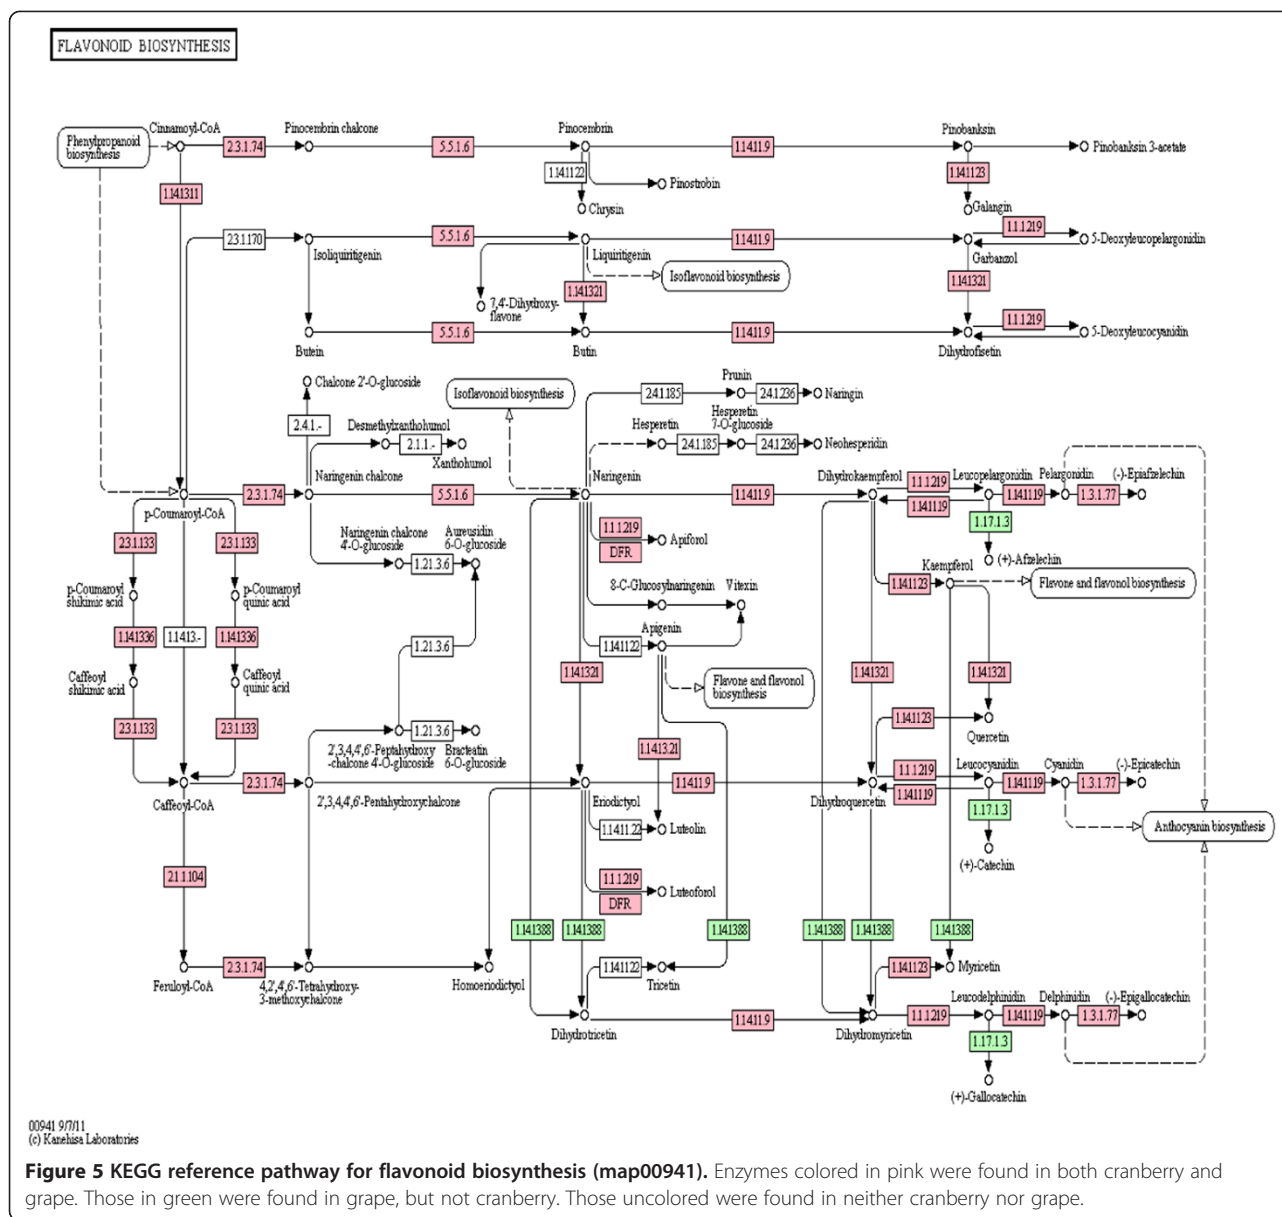 FLAVONOID BIOSYNTHESIS
Phenylpropanoid
biosynthesis
Cinnamoyl-CoA
2.3.1.74
Pinocembrin chalcone
5.5.1.6
Pinocembrin
1.14.11.9
Pinobanksin
Pinobanksin 3-acetate
1.14.13.11
1.14.11.22
Pinostrobin
Chrysin
1.14.11.23
Galangin
2.3.1.170
Isoliquiritigenin
5.5.1.6
Liquiritigenin
1.14.11.9
Garbanzol
1.1.1.219
5-Deoxyleucopelargonidin
Isoflavonoid biosynthesis
7,4'-Dihydroxy-
flavone
1.14.13.21
1.14.13.21
Butein
5.5.1.6
Butin
1.14.11.9
Dihydrofisetin
1.1.1.219
5-Deoxyleucocyanidin
Chalcone 2'-O-glucoside
2.4.1.-
Isoflavonoid biosynthesis
2.4.1.185
Prunin
2.4.1.236
Naringin
Desmethylxanthohumol
2.1.1.-
Xanthohumol
Hesperetin
2.4.1.185
Hesperetin
7-O-glucoside
2.4.1.236
Neohesperidin
p-Coumaroyl-CoA
2.3.1.74
Naringenin chalcone
5.5.1.6
Naringenin
1.14.11.9
Dihydrokaempferol
1.1.1.219
1.14.11.19
Leucopelargonidin
1.14.11.19
Pelargonidin
1.3.1.77
(-)-Epiafzelechin
1.17.1.3
(+)-Afzelechin
2.3.1.133
2.3.1.133
Naringenin chalcone
4'-O-glucoside
1.21.3.6
Aureusidin
6-O-glucoside
1.1.1.219
DFR
Apiforol
p-Coumaroyl
shikimic acid
p-Coumaroyl
quinic acid
8-C-Glucosylnaringenin
Vitexin
1.14.11.23
Kaempferol
Flavone and flavonol biosynthesis
1.14.13.36
1.14.13.-
1.14.13.36
1.21.3.6
1.14.11.22
Apigenin
Flavone and flavonol
biosynthesis
Caffeoyl
shikimic acid
Caffeoyl
quinic acid
1.14.13.21
1.14.13.21
1.14.13.21
2.3.1.133
2.3.1.133
2',3,4,4',6'-Peptahydroxy
-chalcone 4'-O-glucoside
1.21.3.6
Bracteatin
6-O-glucoside
1.14.13.21
1.14.11.23
Quercetin
Caffeoyl-CoA
2.3.1.74
2',3,4,4',6'-Pentahydroxychalcone
Eriodictyol
1.14.11.9
Dihydroquercetin
1.1.1.219
1.14.11.19
Leucocyanidin
1.14.11.19
Cyanidin
1.3.1.77
(-)-Epicatechin
1.17.1.3
(+)-Catechin
1.14.11.22
Luteolin
Anthocyanin biosynthesis
2.1.1.104
1.1.1.219
DFR
Luteoforol
1.14.13.88
1.14.13.88
1.14.13.88
1.14.13.88
1.14.13.88
1.14.13.88
Feruloyl-CoA
2.3.1.74
4,2',4',6'-Tetrahydroxy-
3-methoxychalcone
Homoeriodictyol
1.14.11.22
Tricetin
1.14.11.23
Myricetin
Dihydrotricetin
1.14.11.9
Dihydromyricetin
1.1.1.219
Leucodelphinidin
1.14.11.19
Delphinidin
1.3.1.77
(-)-Epigallocatechin
1.17.1.3
(+)-Gallocatechin
00941 9/7/11
(c) Kanehisa Laboratories
Figure 5 KEGG reference pathway for flavonoid biosynthesis (map00941). Enzymes colored in pink were found in both cranberry and
grape. Those in green were found in grape, but not cranberry. Those uncolored were found in neither cranberry nor grape.